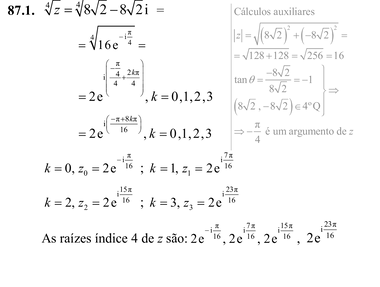 87.1. ∜z = ∜(8√2 − 8√2 i) =
= ∜(16e^(−i π/4)) =
= 2e^(i((−π/4)/4 + 2kπ/4)), k = 0,1,2,3
= 2e^(i((−π+8kπ)/16)), k = 0,1,2,3
Cálculos auxiliares
|z| = √((8√2)² + (−8√2)²) =
= √(128+128) = √256 = 16
tan θ = −8√2/8√2 = −1
(8√2, −8√2) ∈ 4ºQ } ⇒
⇒ −π/4 é um argumento de z
k = 0, z₀ = 2e^(−i π/16) ; k = 1, z₁ = 2e^(i 7π/16)
k = 2, z₂ = 2e^(i 15π/16) ; k = 3, z₃ = 2e^(i 23π/16)
As raízes índice 4 de z são: 2e^(−i π/16), 2e^(i 7π/16), 2e^(i 15π/16), 2e^(i 23π/16)